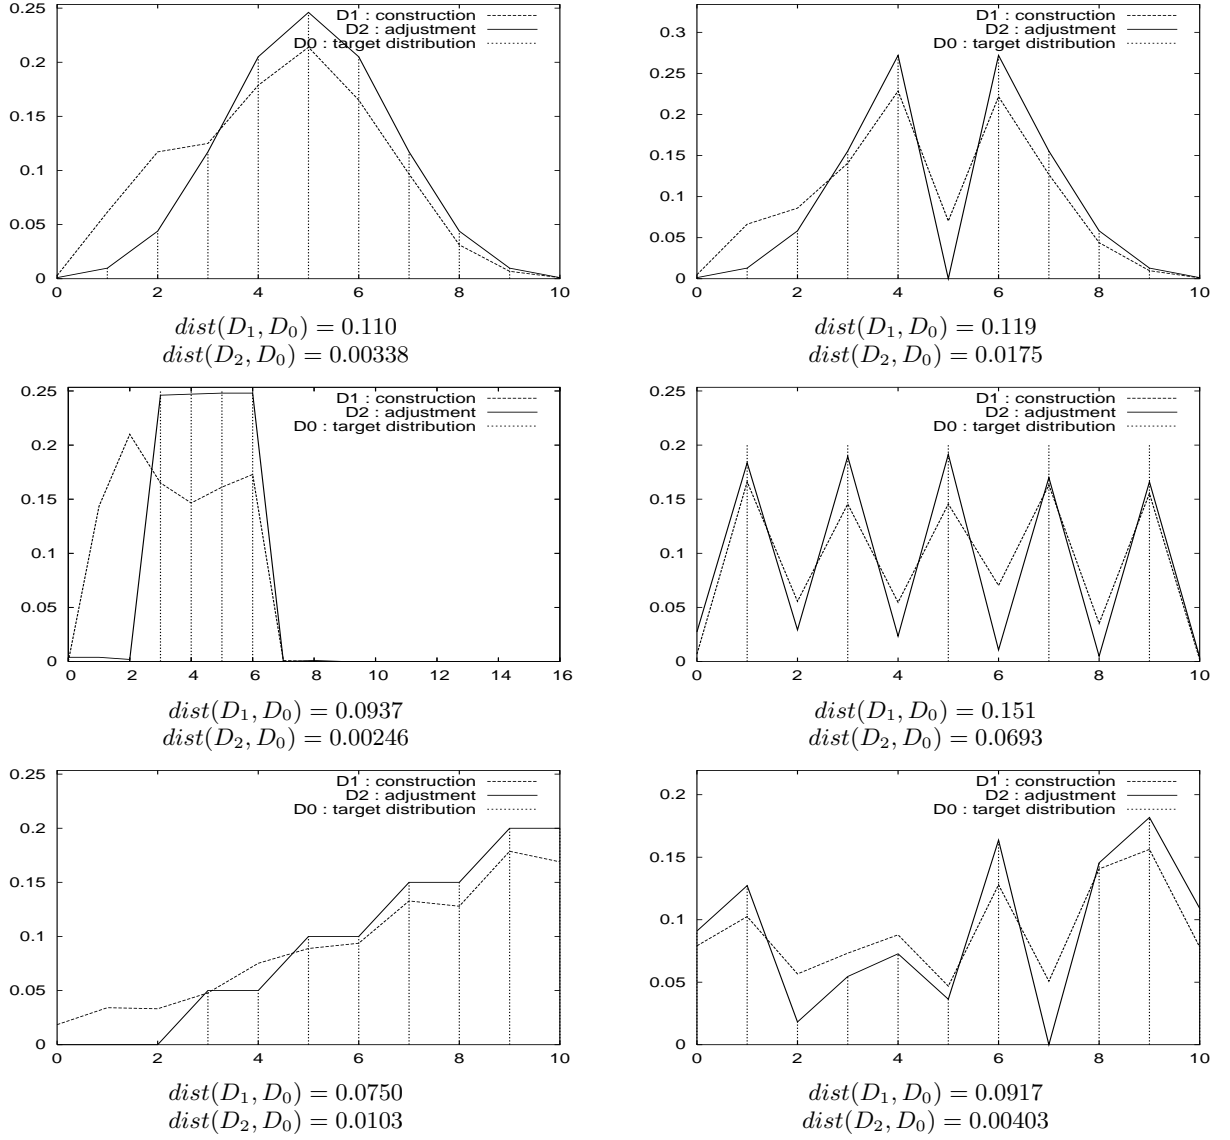 0.25
0.2
0.15
0.1
0.05
0
0 2 4 6 8 10
D1 : construction
D2 : adjustment
D0 : target distribution
dist(D₁, D₀) = 0.110
dist(D₂, D₀) = 0.00338
0.3
0.25
0.2
0.15
0.1
0.05
0
0 2 4 6 8 10
D1 : construction
D2 : adjustment
D0 : target distribution
dist(D₁, D₀) = 0.119
dist(D₂, D₀) = 0.0175
0.25
0.2
0.15
0.1
0.05
0
0 2 4 6 8 10 12 14 16
D1 : construction
D2 : adjustment
D0 : target distribution
dist(D₁, D₀) = 0.0937
dist(D₂, D₀) = 0.00246
0.25
0.2
0.15
0.1
0.05
0
0 2 4 6 8 10
D1 : construction
D2 : adjustment
D0 : target distribution
dist(D₁, D₀) = 0.151
dist(D₂, D₀) = 0.0693
0.25
0.2
0.15
0.1
0.05
0
0 2 4 6 8 10
D1 : construction
D2 : adjustment
D0 : target distribution
dist(D₁, D₀) = 0.0750
dist(D₂, D₀) = 0.0103
0.2
0.15
0.1
0.05
0
0 2 4 6 8 10
D1 : construction
D2 : adjustment
D0 : target distribution
dist(D₁, D₀) = 0.0917
dist(D₂, D₀) = 0.00403